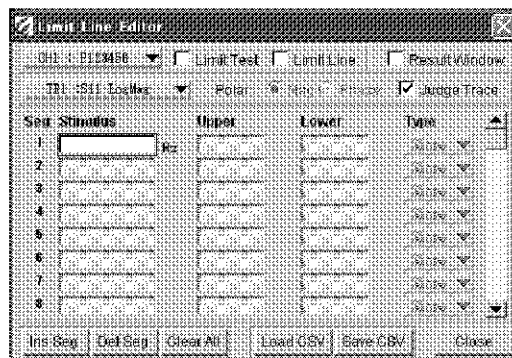 Limit Line Editor
CH1 : P123456 Limit Test Limit Line Result Window
TR1 :S11 LogMag Polar Mag Phase Judge Trace
Seg Stimulus Upper Lower Type
1 Hz
2
3
4
5
6
7
8
Ins Seg Del Seg Clear All Load CSV Save CSV Close